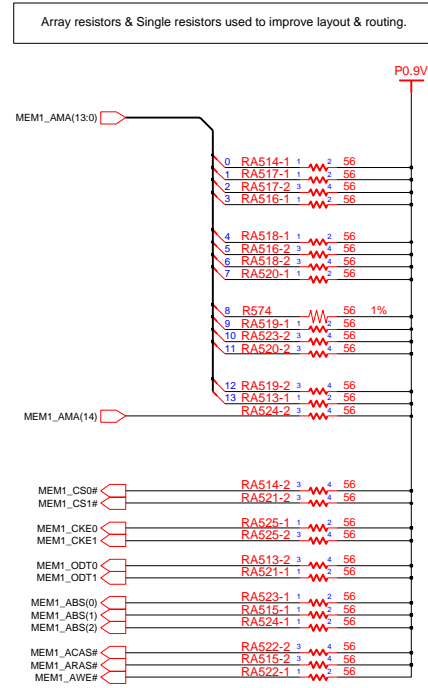 Array resistors & Single resistors used to improve layout & routing.
P0.9V
MEM1_AMA(13:0)
0 RA514-1 1 2 56
1 RA517-1 1 2 56
2 RA517-2 3 4 56
3 RA516-1 1 2 56
4 RA518-1 1 2 56
5 RA516-2 3 4 56
6 RA518-2 3 4 56
7 RA520-1 1 2 56
8 R574 56 1%
9 RA519-1 1 2 56
10 RA523-2 3 4 56
11 RA520-2 3 4 56
12 RA519-2 3 4 56
13 RA513-1 1 2 56
MEM1_AMA(14) RA524-2 3 4 56
MEM1_CS0# RA514-2 3 4 56
MEM1_CS1# RA521-2 3 4 56
MEM1_CKE0 RA525-1 1 2 56
MEM1_CKE1 RA525-2 3 4 56
MEM1_ODT0 RA513-2 3 4 56
MEM1_ODT1 RA521-1 1 2 56
MEM1_ABS(0) RA523-1 1 2 56
MEM1_ABS(1) RA515-1 1 2 56
MEM1_ABS(2) RA524-1 1 2 56
MEM1_ACAS# RA522-2 3 4 56
MEM1_ARAS# RA515-2 3 4 56
MEM1_AWE# RA522-1 1 2 56